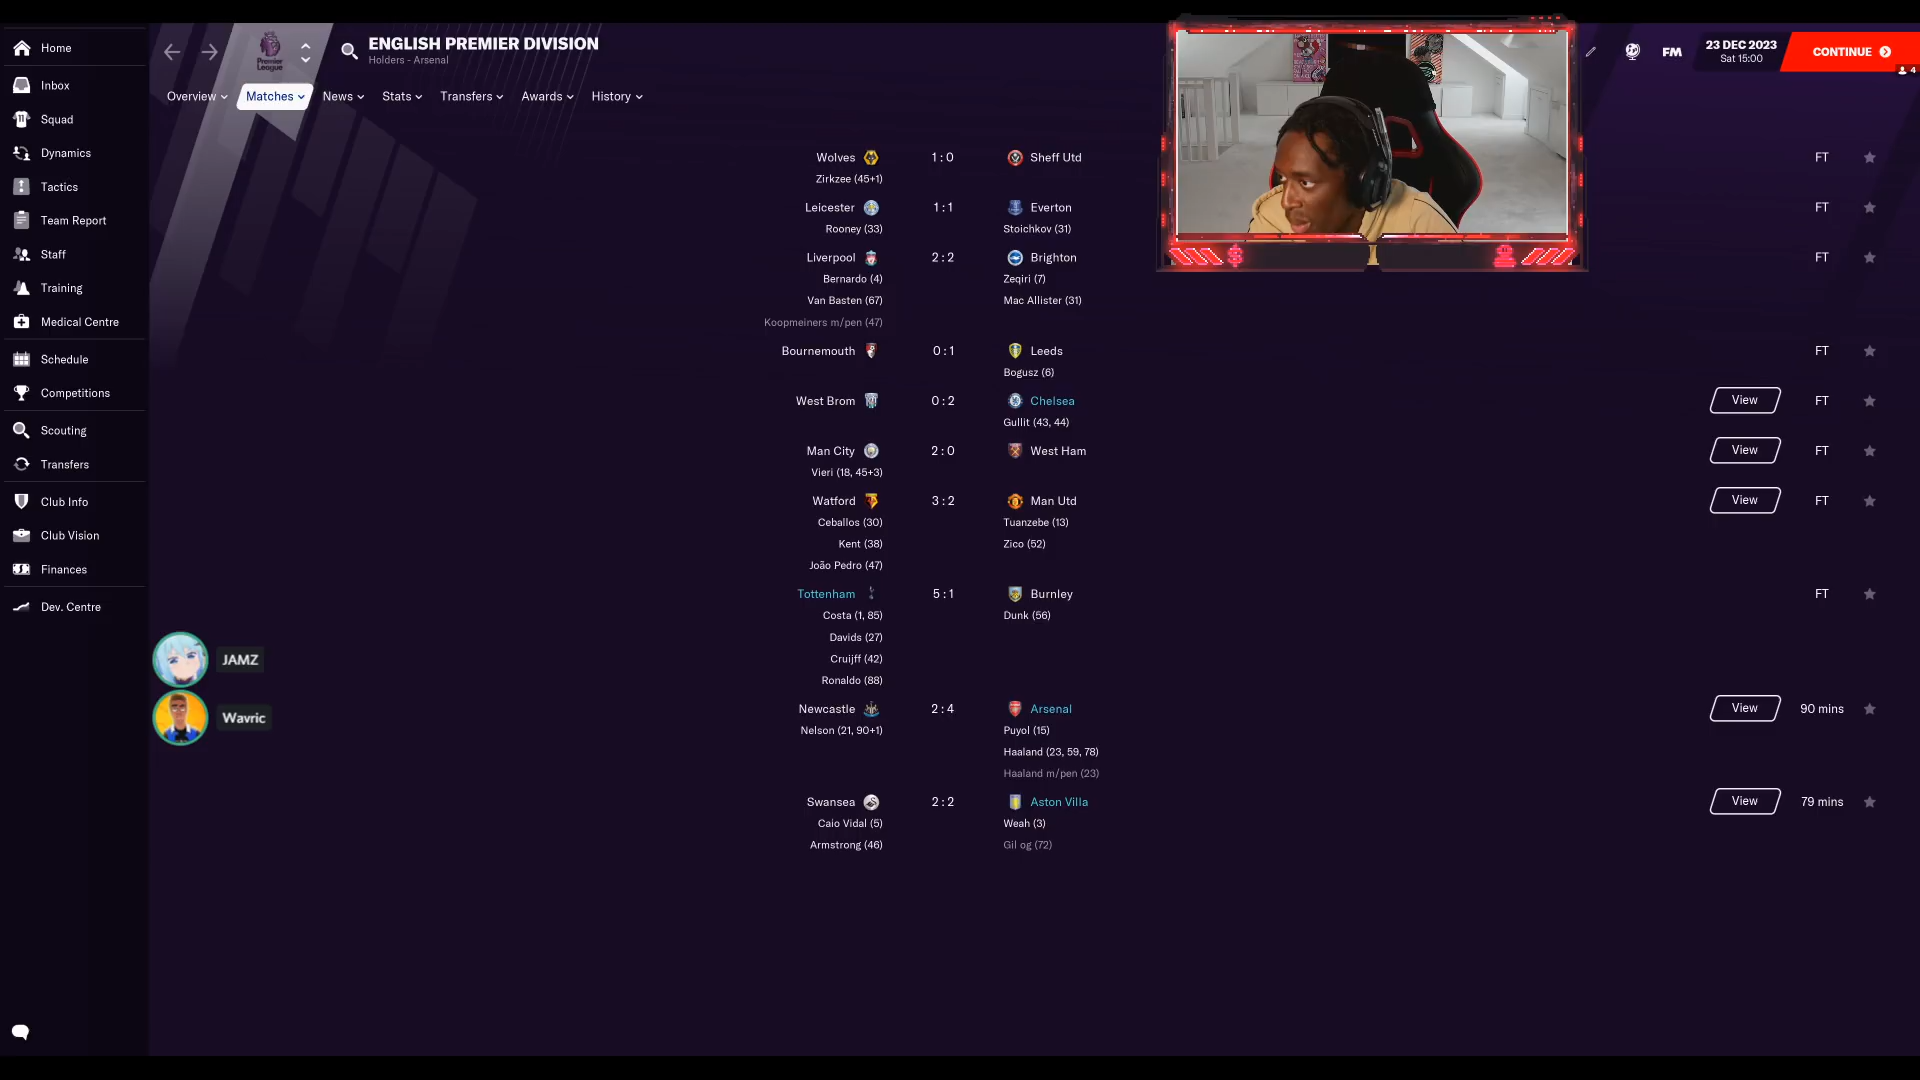 Home
Inbox
Squad
Dynamics
Tactics
Team Report
Staff
Training
Medical Centre
Schedule
Competitions
Scouting
Transfers
Club Info
Club Vision
Finances
Dev. Centre
Premier League
ENGLISH PREMIER DIVISION
Holders - Arsenal
FM
23 DEC 2023
Sat 15:00
CONTINUE
4
Overview Matches News Stats Transfers Awards History
Wolves 1 : 0 Sheff Utd FT
Zirkzee (45+1)
Leicester 1 : 1 Everton FT
Rooney (33) Stoichkov (31)
Liverpool 2 : 2 Brighton FT
Bernardo (4) Zeqiri (7)
Van Basten (67) Mac Allister (31)
Koopmeiners m/pen (47)
Bournemouth 0 : 1 Leeds FT
Bogusz (6)
West Brom 0 : 2 Chelsea View FT
Gullit (43, 44)
Man City 2 : 0 West Ham View FT
Vieri (18, 45+3)
Watford 3 : 2 Man Utd View FT
Ceballos (30) Tuanzebe (13)
Kent (38) Zico (52)
João Pedro (47)
Tottenham 5 : 1 Burnley FT
Costa (1, 85) Dunk (56)
Davids (27)
Cruijff (42)
Ronaldo (88)
Newcastle 2 : 4 Arsenal View 90 mins
Nelson (21, 90+1) Puyol (15)
Haaland (23, 59, 78)
Haaland m/pen (23)
Swansea 2 : 2 Aston Villa View 79 mins
Caio Vidal (5) Weah (3)
Armstrong (46) Gil og (72)
JAMZ
Wavric